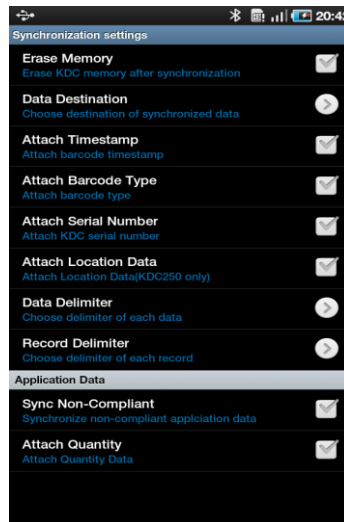 20:4
Synchronization settings
Erase Memory
Erase KDC memory after synchronization
Data Destination
Choose destination of synchronized data
Attach Timestamp
Attach barcode timestamp
Attach Barcode Type
Attach barcode type
Attach Serial Number
Attach KDC serial number
Attach Location Data
Attach Location Data(KDC250 only)
Data Delimiter
Choose delimiter of each data
Record Delimiter
Choose delimiter of each record
Application Data
Sync Non-Compliant
Synchronize non-compliant applciation data
Attach Quantity
Attach Quantity Data